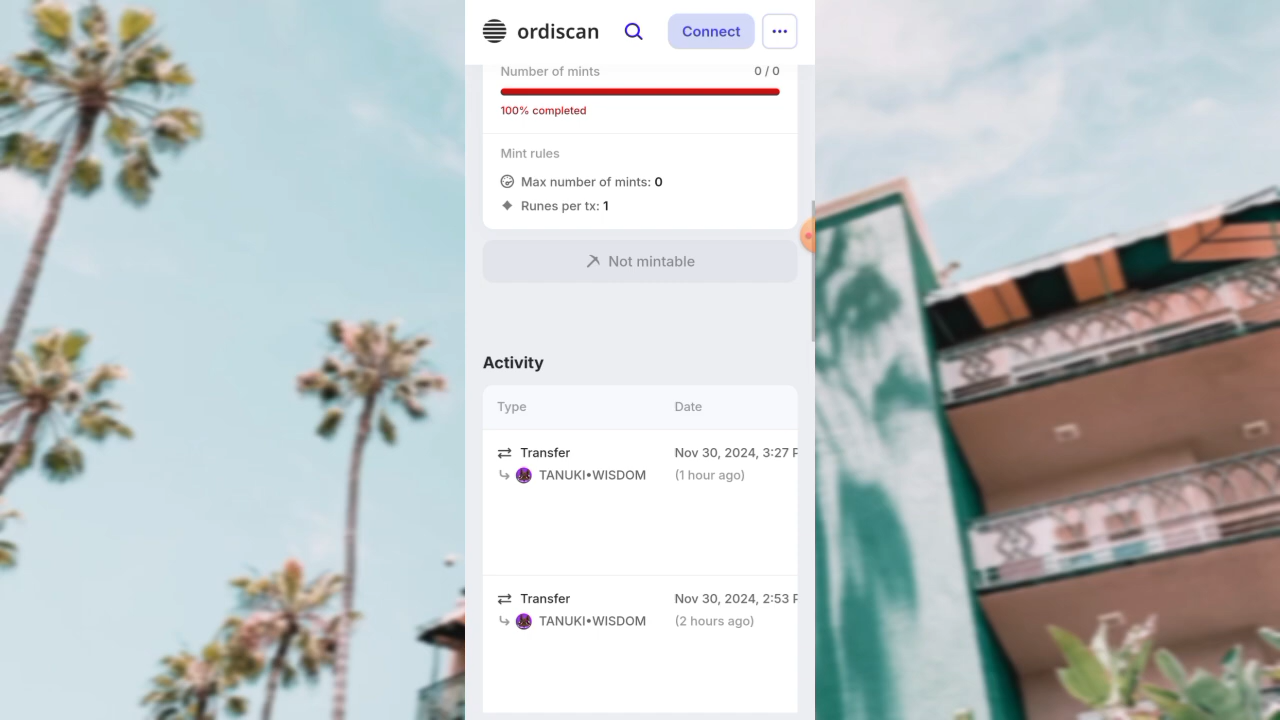 ordiscan
Connect
Number of mints 0 / 0
100% completed
Mint rules
Max number of mints: 0
Runes per tx: 1
Not mintable
Activity
Type Date
Transfer Nov 30, 2024, 3:27 P
TANUKI•WISDOM (1 hour ago)
Transfer Nov 30, 2024, 2:53 P
TANUKI•WISDOM (2 hours ago)